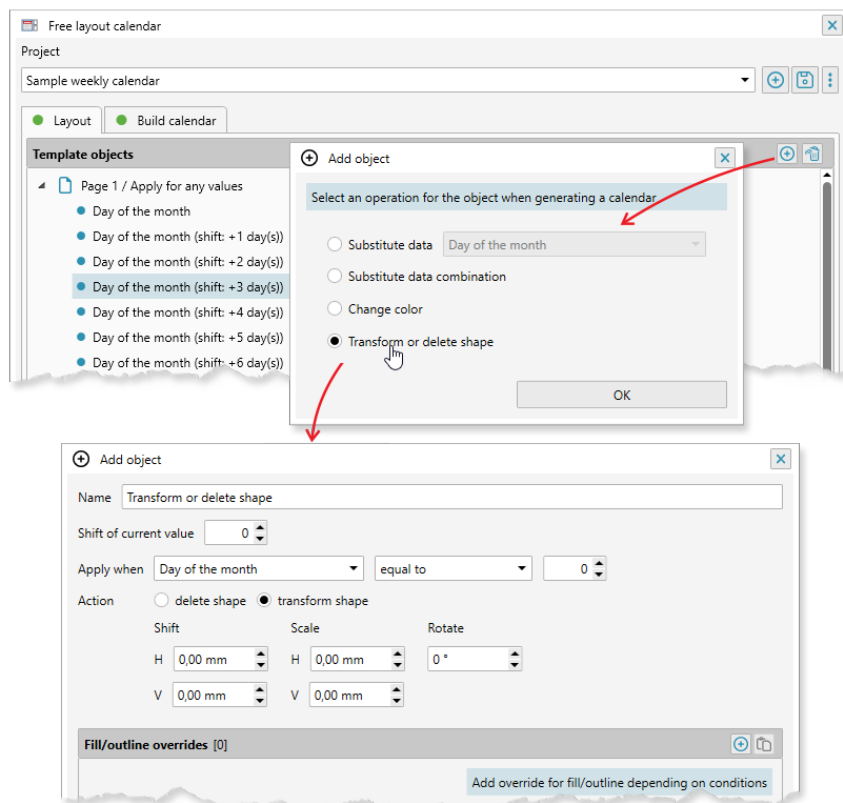 Free layout calendar
Project
Sample weekly calendar
Layout
Build calendar
Template objects
Page 1 / Apply for any values
Day of the month
Day of the month (shift: +1 day(s))
Day of the month (shift: +2 day(s))
Day of the month (shift: +3 day(s))
Day of the month (shift: +4 day(s))
Day of the month (shift: +5 day(s))
Day of the month (shift: +6 day(s))
Add object
Select an operation for the object when generating a calendar
Substitute data Day of the month
Substitute data combination
Change color
Transform or delete shape
OK
Add object
Name Transform or delete shape
Shift of current value 0
Apply when Day of the month equal to 0
Action delete shape transform shape
Shift Scale Rotate
H 0,00 mm H 0,00 mm 0 °
V 0,00 mm V 0,00 mm
Fill/outline overrides [0]
Add override for fill/outline depending on conditions